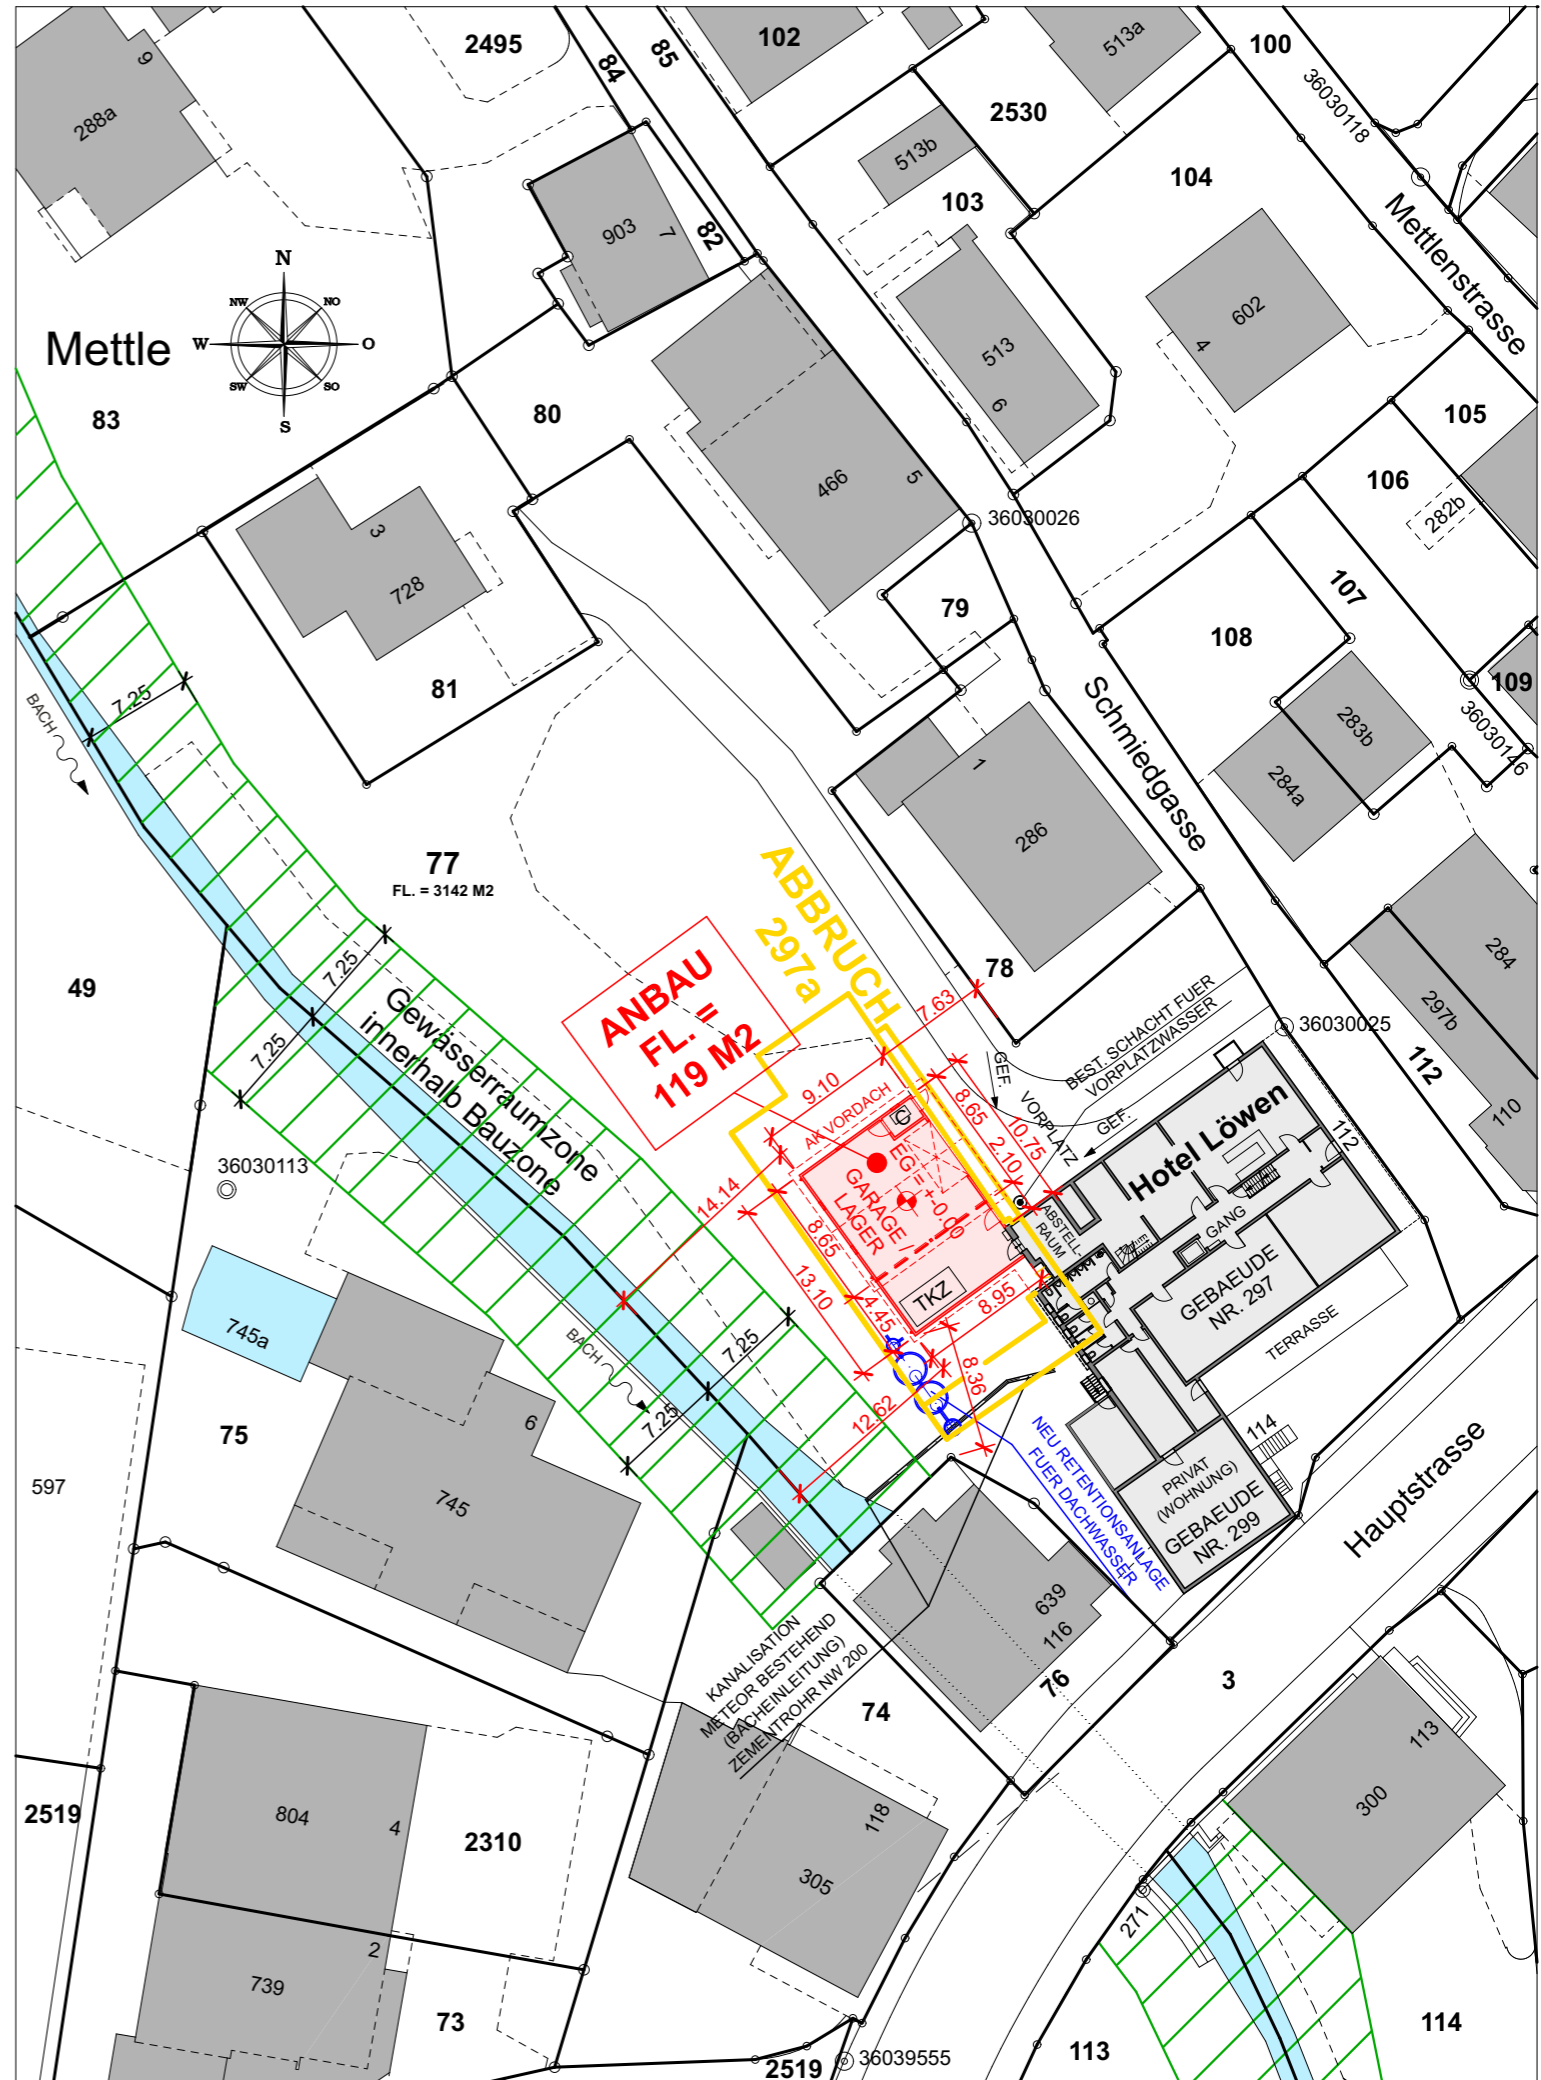 2495
84
85
102
513a
100
36030118
9
288a
2530
513b
903
7
82
103
104
Mettlenstrasse
N
NW
NO
W
O
SW
SO
S
Mettle
83
80
513
6
602
4
105
106
282b
466
5
36030026
3
728
79
107
108
109
36030146
81
BACH
7.25
Schmiedgasse
283b
284a
1
286
77
FL. = 3142 M2
ABBRUCH
297a
78
284
297b
49
7.25
7.25
Gewässerraumzone
innerhalb Bauzone
ANBAU
FL. =
119 M2
7.63
9.10
GEF.
BEST. SCHACHT FUER
VORPLATZWASSER
36030025
112
110
AK VORDACH
8.65
10.75
2.10
VORPLATZ
GEF.
112
Hotel Löwen
36030113
14.14
EG = +-0.00
GARAGE /
LAGER
ABSTELL-
RAUM
GANG
8.65
13.10
4.45
TKZ
8.95
GEBAEUDE
NR. 297
TERRASSE
745a
BACH
7.25
7.25
8.36
12.62
6
75
597
745
NEU RETENTIONSANLAGE
FUER DACHWASSER
114
PRIVAT
(WOHNUNG)
GEBAEUDE
NR. 299
Hauptstrasse
639
116
KANALISATION
METEOR BESTEHEND
(BACHEINLEITUNG)
ZEMENTROHR NW 200
76
74
3
113
300
2519
804
4
2310
118
305
271
739
2
73
2519
36039555
113
114